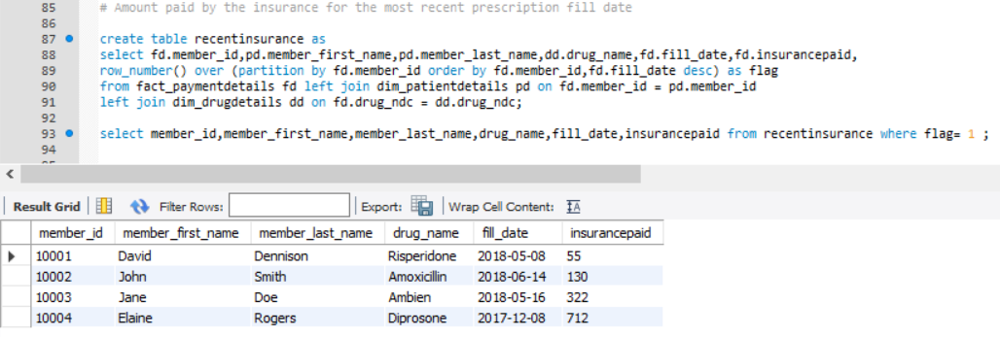 85 # Amount paid by the insurance for the most recent prescription fill date
86
87 create table recentinsurance as
88 select fd.member_id,pd.member_first_name,pd.member_last_name,dd.drug_name,fd.fill_date,fd.insurancepaid,
89 row_number() over (partition by fd.member_id order by fd.member_id,fd.fill_date desc) as flag
90 from fact_paymentdetails fd left join dim_patientdetails pd on fd.member_id = pd.member_id
91 left join dim_drugdetails dd on fd.drug_ndc = dd.drug_ndc;
92
93 select member_id,member_first_name,member_last_name,drug_name,fill_date,insurancepaid from recentinsurance where flag= 1 ;
94
Result Grid Filter Rows: Export: Wrap Cell Content: IA
member_id member_first_name member_last_name drug_name fill_date insurancepaid
10001 David Dennison Risperidone 2018-05-08 55
10002 John Smith Amoxicillin 2018-06-14 130
10003 Jane Doe Ambien 2018-05-16 322
10004 Elaine Rogers Diprosone 2017-12-08 712